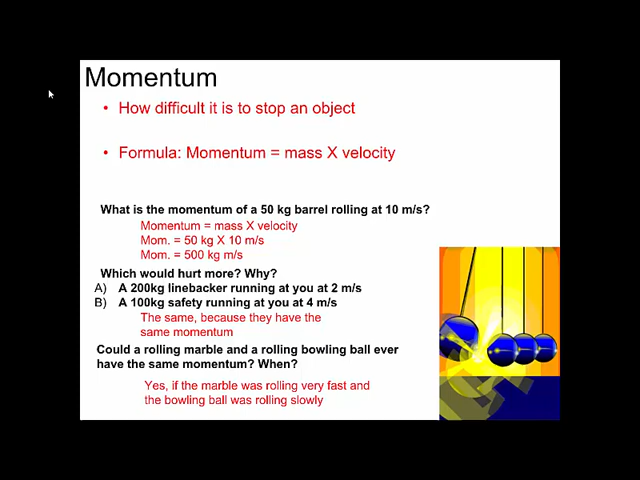 Momentum
• How difficult it is to stop an object
• Formula: Momentum = mass X velocity
What is the momentum of a 50 kg barrel rolling at 10 m/s?
Momentum = mass X velocity
Mom. = 50 kg X 10 m/s
Mom. = 500 kg m/s
Which would hurt more? Why?
A) A 200kg linebacker running at you at 2 m/s
B) A 100kg safety running at you at 4 m/s
The same, because they have the
same momentum
Could a rolling marble and a rolling bowling ball ever
have the same momentum? When?
Yes, if the marble was rolling very fast and
the bowling ball was rolling slowly